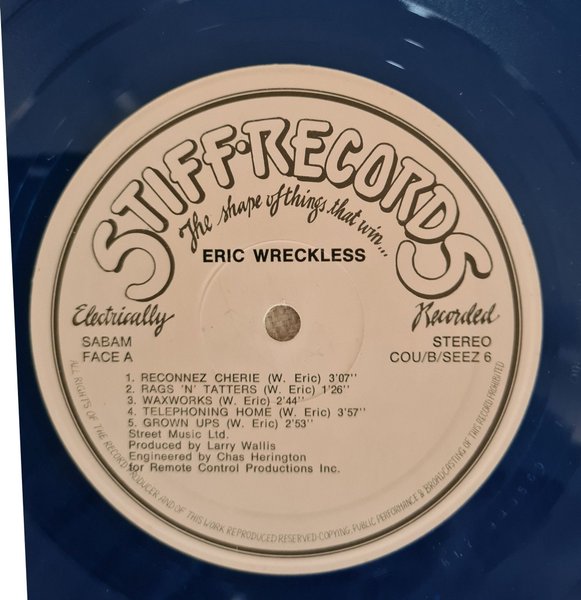 STIFF·RECORDS
The shape of things that win...
ERIC WRECKLESS
Electrically
Recorded
SABAM
FACE A
STEREO
COU/B/SEEZ 6
1. RECONNEZ CHERIE (W. Eric) 3'07''
2. RAGS 'N' TATTERS (W. Eric) 1'26''
3. WAXWORKS (W. Eric) 2'44''
4. TELEPHONING HOME (W. Eric) 3'57''
5. GROWN UPS (W. Eric) 2'53''
Street Music Ltd.
Produced by Larry Wallis
Engineered by Chas Herington
for Remote Control Productions Inc.
ALL RIGHTS OF THE RECORD PRODUCER AND OF THIS WORK REPRODUCED RESERVED·COPYING, PUBLIC PERFORMANCE & BROADCASTING OF THIS RECORD PROHIBITED